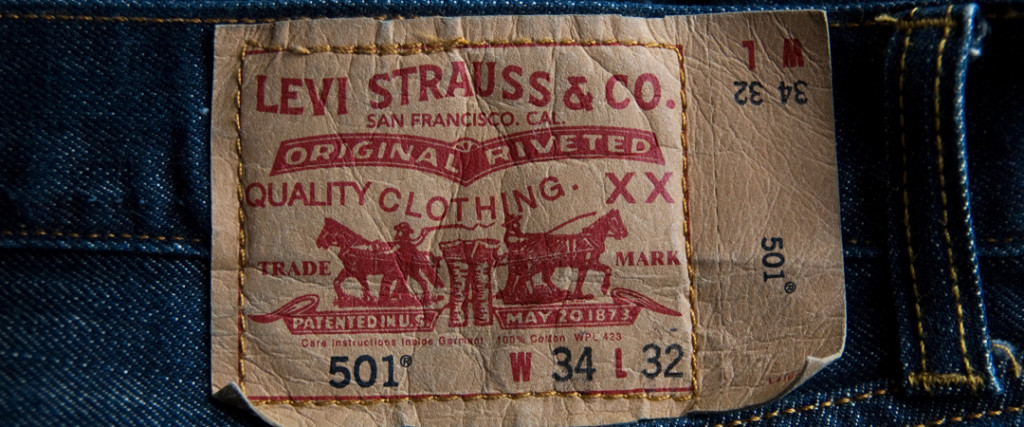 LEVI STRAUSS & CO.
SAN FRANCISCO. CAL.
ORIGINAL RIVETED
QUALITY CLOTHING. XX
TRADE MARK
PATENTED IN U.S. MAY 20 1873
Care Instructions Inside Garment 100% Cotton WPL 423
501® W 34 L 32
W L
34 32
501®